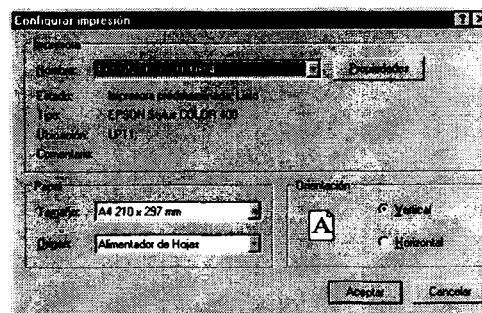 Configurar impresión
Impresora
Nombre:
Propiedades
Estado: Impresora predeterminada; Listo
Tipo: EPSON Stylus COLOR 400
Ubicación: LPT1:
Comentario:
Papel
Tamaño: A4 210 x 297 mm
Origen: Alimentador de Hojas
Orientación
A
Vertical
Horizontal
Aceptar
Cancelar